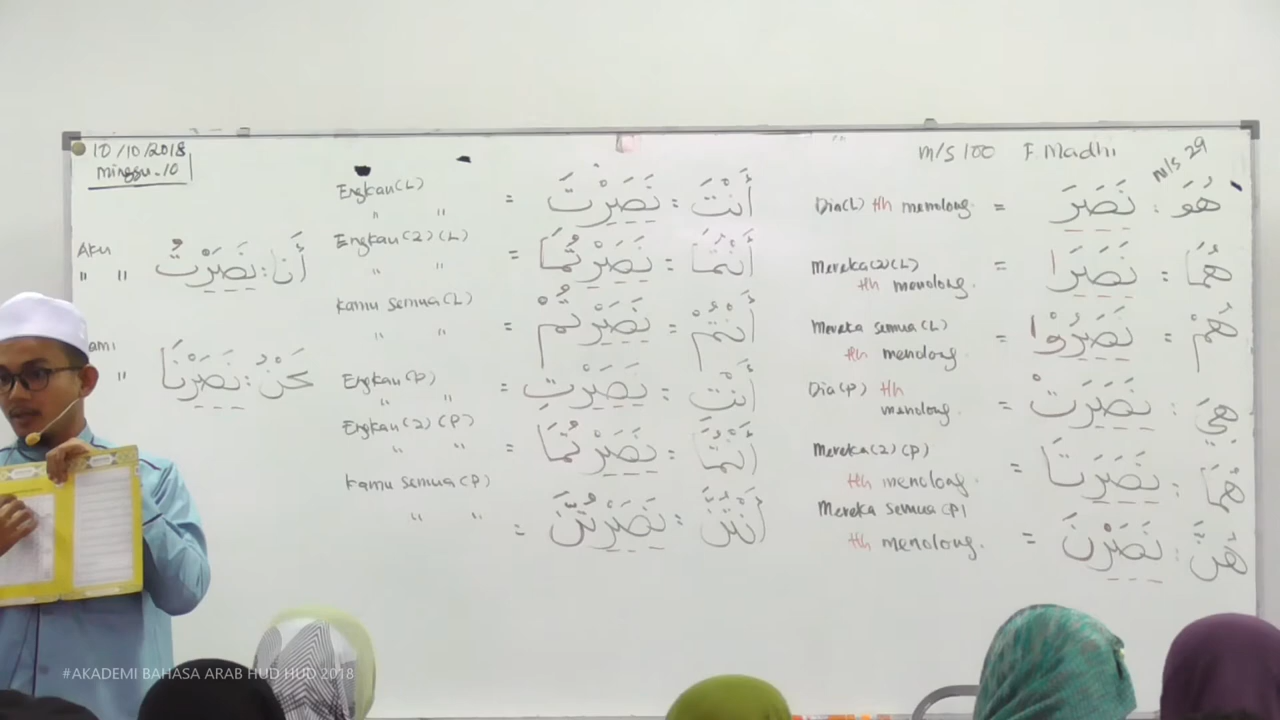 10/10/2018
minggu-10
m/s 100 F. Madhi
m/s 29
هُوَ : نَصَرَ = Dia(L) tlh menolong.
هُمَا : نَصَرَا = Mereka(2)(L)
tlh menolong.
هُمْ : نَصَرُوْا = Mereka semua(L)
tlh menolong.
هِيَ : نَصَرَتْ = Dia(P) tlh
menolong.
هُمَا : نَصَرَتَا = Mereka(2)(P)
tlh menolong.
هُنَّ : نَصَرْنَ = Mereka semua(P)
tlh menolong.
أَنْتَ : نَصَرْتَ = Engkau(L)
" "
أَنْتُمَا : نَصَرْتُمَا = Engkau(2)(L)
" "
أَنْتُمْ : نَصَرْتُمْ = kamu semua(L)
" "
أَنْتِ : نَصَرْتِ = Engkau(P)
" "
أَنْتُمَا : نَصَرْتُمَا = Engkau(2)(P)
" "
أَنْتُنَّ : نَصَرْتُنَّ = kamu semua(P)
" "
أَنَا : نَصَرْتُ Aku
" "
نَحْنُ : نَصَرْنَا ami
"
#AKADEMI BAHASA ARAB HUD HUD 2018